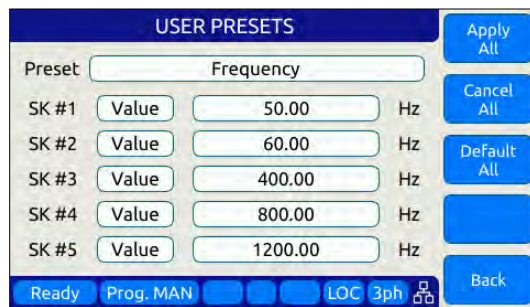 USER PRESETS
Preset Frequency
SK #1 Value 50.00 Hz
SK #2 Value 60.00 Hz
SK #3 Value 400.00 Hz
SK #4 Value 800.00 Hz
SK #5 Value 1200.00 Hz
Ready Prog. MAN LOC 3ph
Apply
All
Cancel
All
Default
All
Back